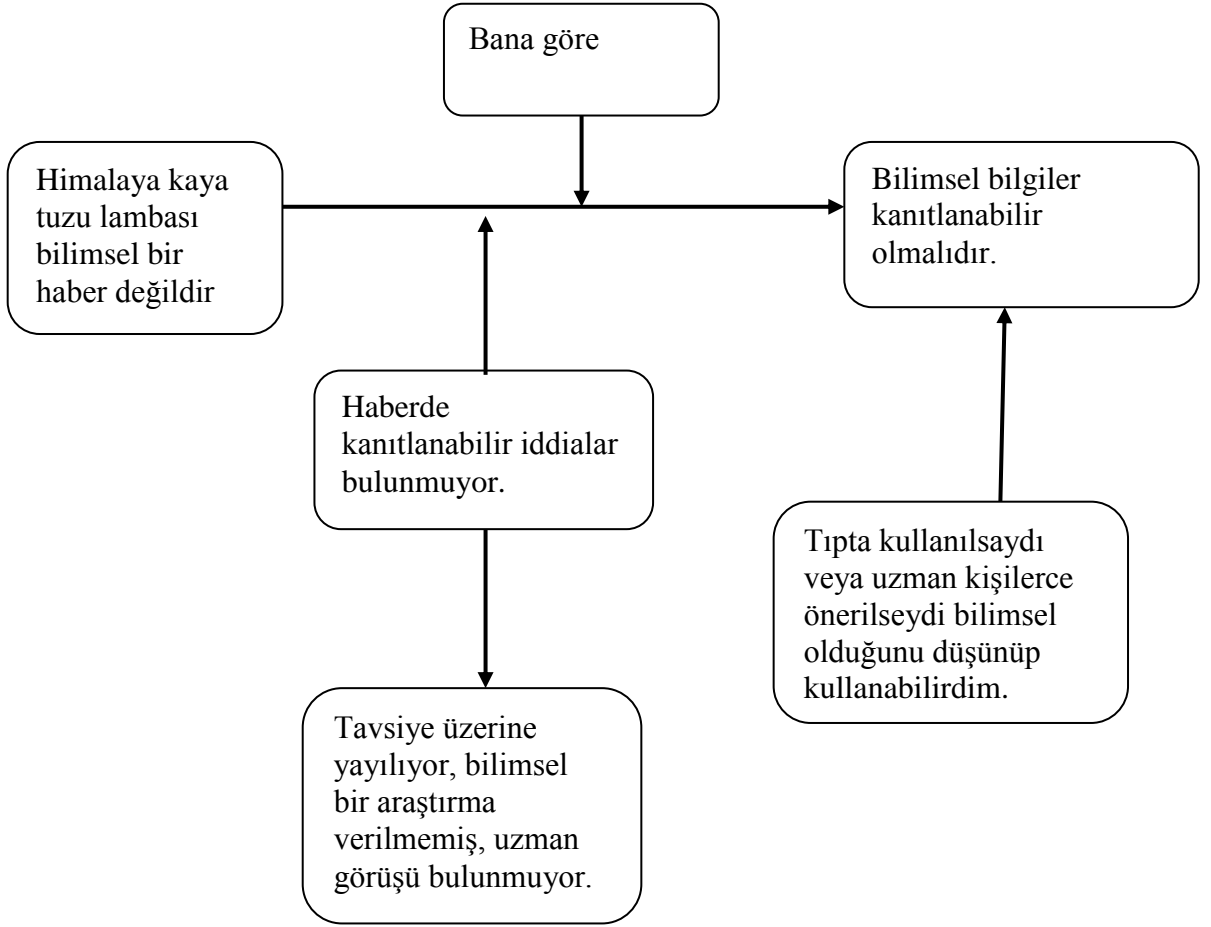 Bana göre
Himalaya kaya
tuzu lambası
bilimsel bir
haber değildir
Bilimsel bilgiler
kanıtlanabilir
olmalıdır.
Haberde
kanıtlanabilir iddialar
bulunmuyor.
Tıpta kullanılsaydı
veya uzman kişilerce
önerilseydi bilimsel
olduğunu düşünüp
kullanabilirdim.
Tavsiye üzerine
yayılıyor, bilimsel
bir araştırma
verilmemiş, uzman
görüşü bulunmuyor.